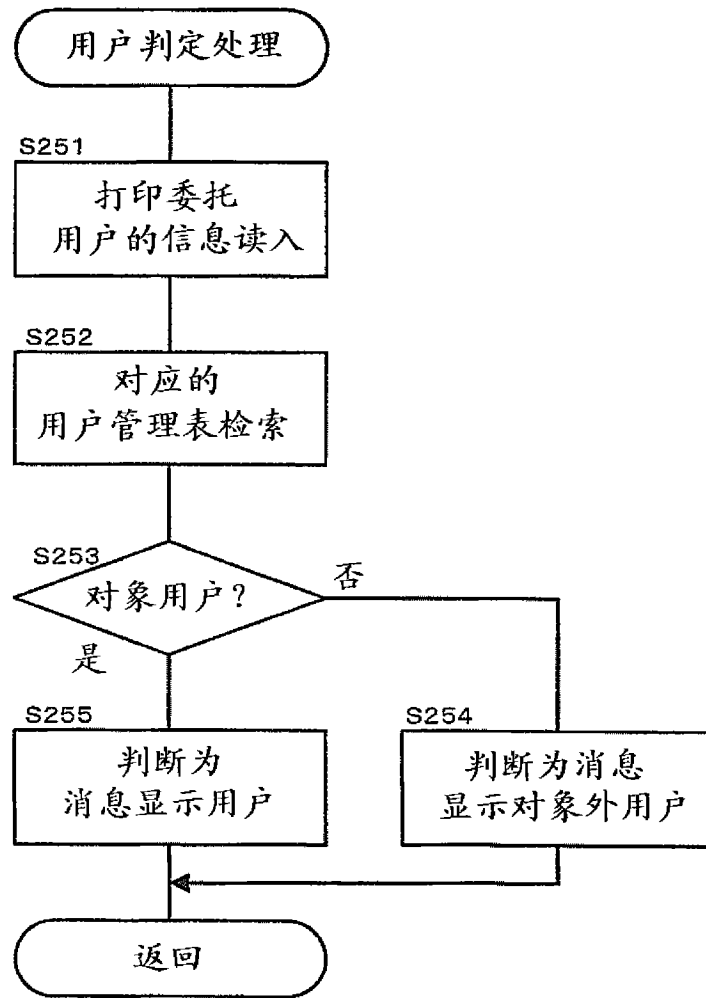 用户判定处理
S251
打印委托
用户的信息读入
S252
对应的
用户管理表检索
S253
对象用户?
否
是
S255
判断为
消息显示用户
S254
判断为消息
显示对象外用户
返回